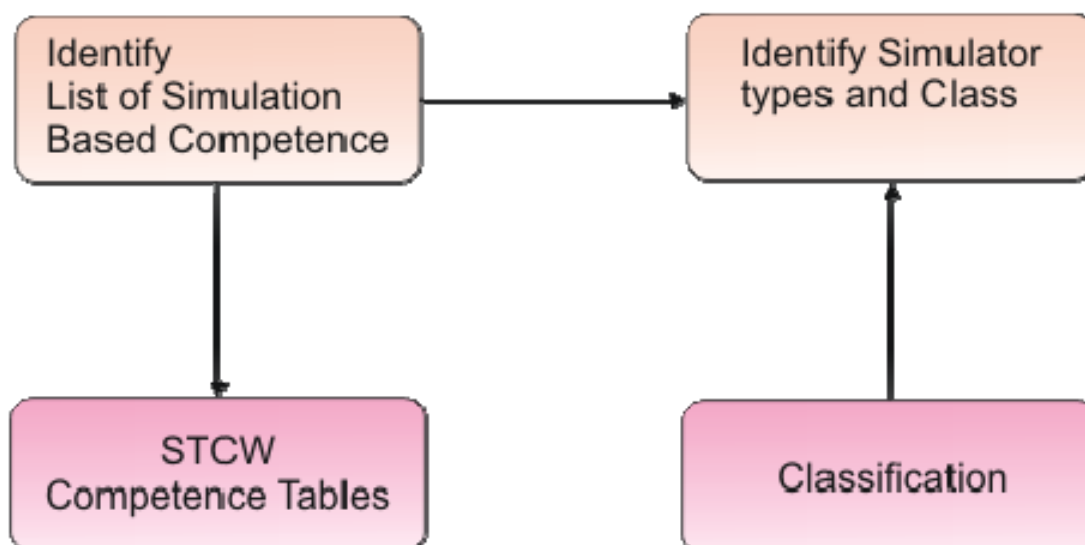 Identify
List of Simulation
Based Competence
Identify Simulator
types and Class
STCW
Competence Tables
Classification